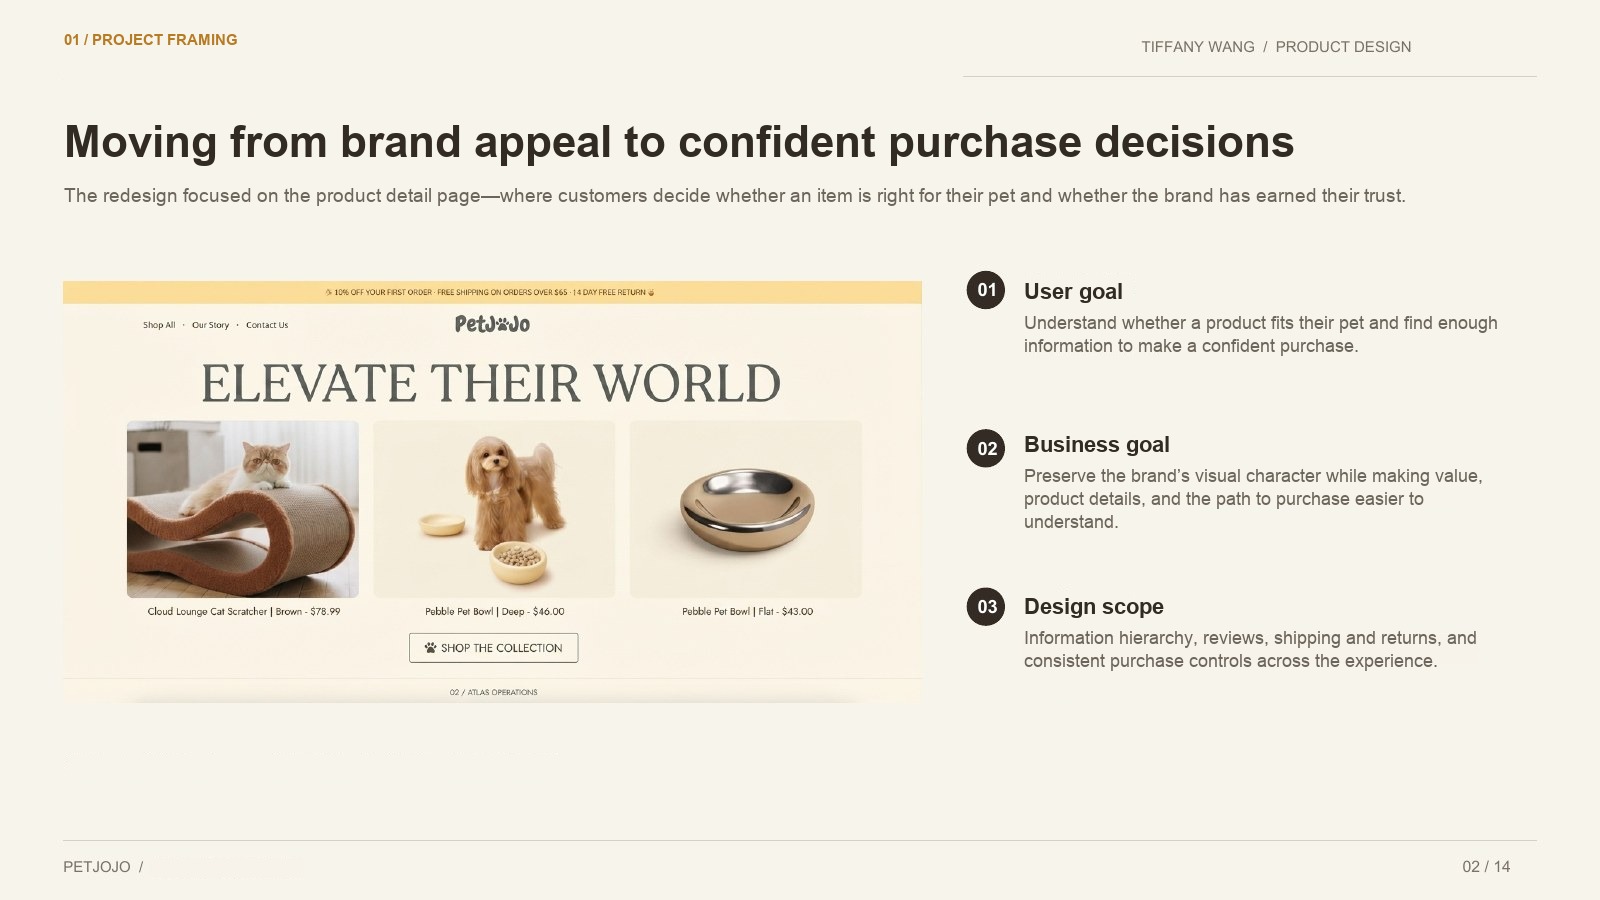 01 / PROJECT FRAMING
TIFFANY WANG / PRODUCT DESIGN
Moving from brand appeal to confident purchase decisions
The redesign focused on the product detail page—where customers decide whether an item is right for their pet and whether the brand has earned their trust.
10% OFF YOUR FIRST ORDER · FREE SHIPPING ON ORDERS OVER $65 · 14 DAY FREE RETURN
Shop All · Our Story · Contact Us
PetJoJo
ELEVATE THEIR WORLD
Cloud Lounge Cat Scratcher | Brown - $78.99
Pebble Pet Bowl | Deep - $46.00
Pebble Pet Bowl | Flat - $43.00
SHOP THE COLLECTION
02 / ATLAS OPERATIONS
01
User goal
Understand whether a product fits their pet and find enough
information to make a confident purchase.
02
Business goal
Preserve the brand’s visual character while making value,
product details, and the path to purchase easier to
understand.
03
Design scope
Information hierarchy, reviews, shipping and returns, and
consistent purchase controls across the experience.
PETJOJO /
02 / 14